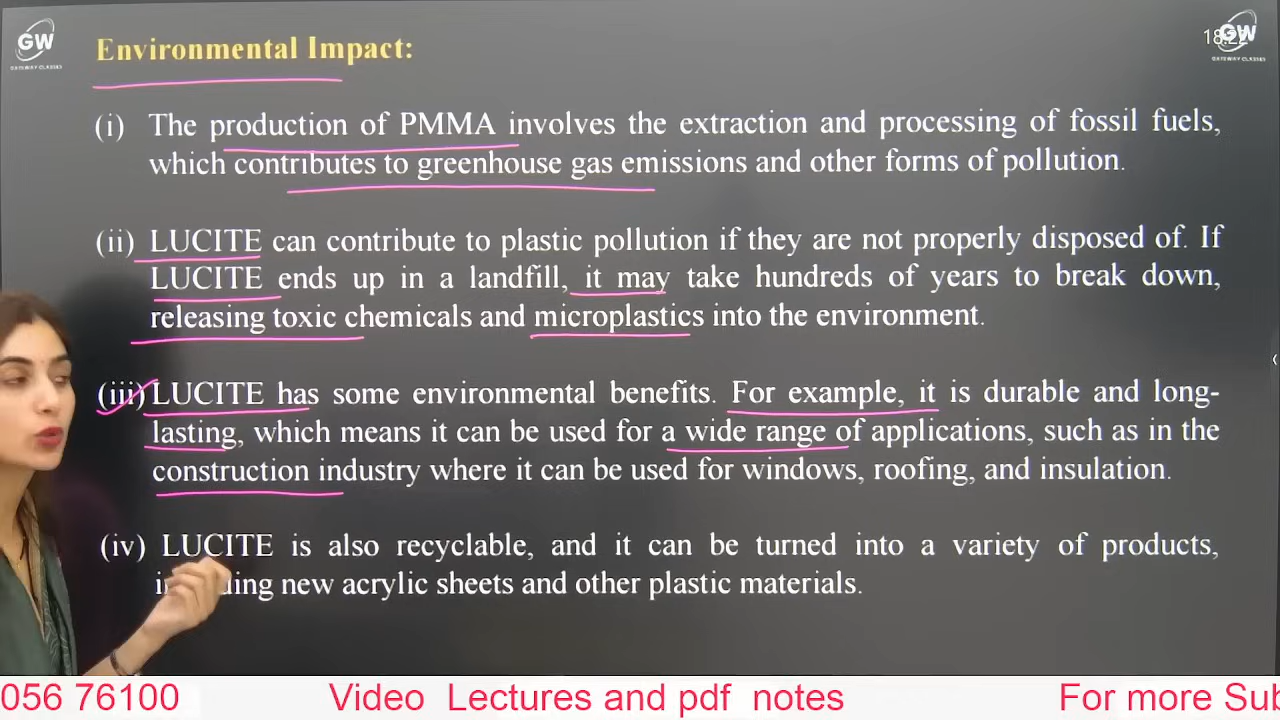 GW
GATEWAY CLASSES
Environmental Impact:
GW
GATEWAY CLASSES
(i) The production of PMMA involves the extraction and processing of fossil fuels,
which contributes to greenhouse gas emissions and other forms of pollution.
(ii) LUCITE can contribute to plastic pollution if they are not properly disposed of. If
LUCITE ends up in a landfill, it may take hundreds of years to break down,
releasing toxic chemicals and microplastics into the environment.
(iii) LUCITE has some environmental benefits. For example, it is durable and long-
lasting, which means it can be used for a wide range of applications, such as in the
construction industry where it can be used for windows, roofing, and insulation.
(iv) LUCITE is also recyclable, and it can be turned into a variety of products,
new acrylic sheets and other plastic materials.
056 76100 Video Lectures and pdf notes For more Sub